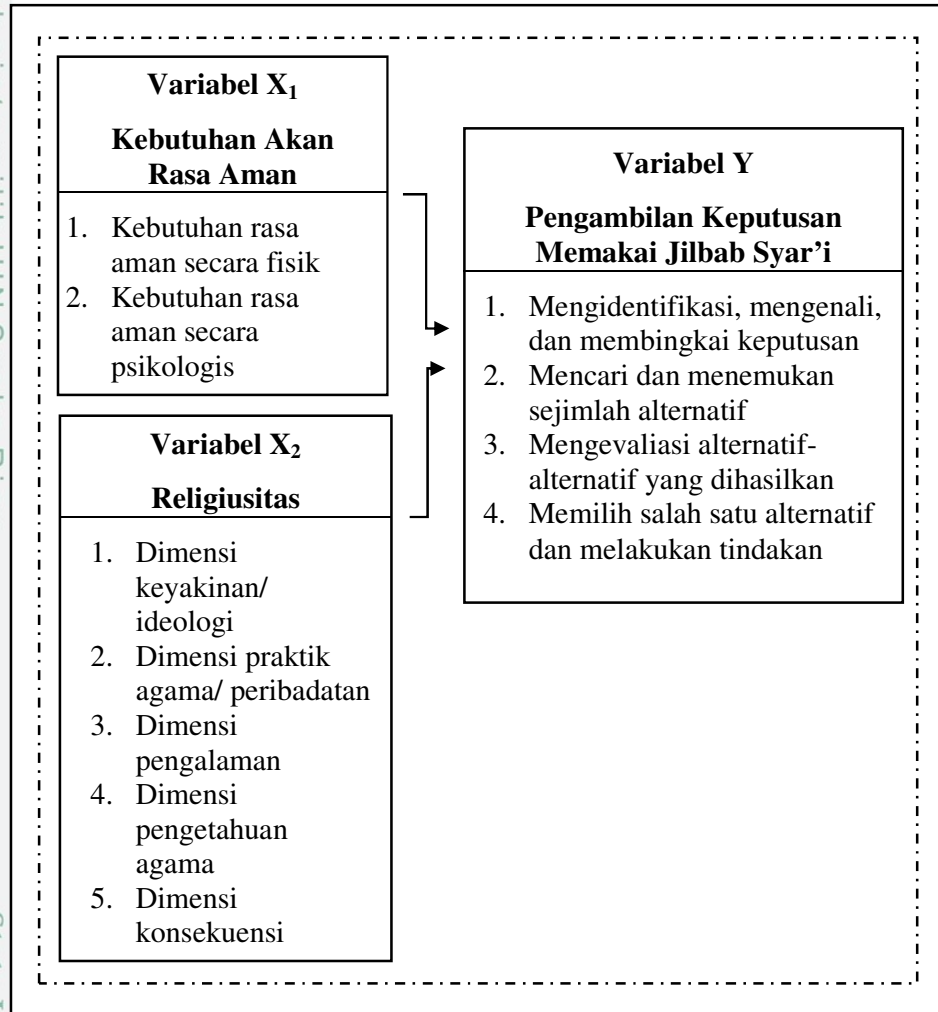 Variabel X₁
Kebutuhan Akan
Rasa Aman
1. Kebutuhan rasa
aman secara fisik
2. Kebutuhan rasa
aman secara
psikologis
Variabel X₂
Religiusitas
1. Dimensi
keyakinan/
ideologi
2. Dimensi praktik
agama/ peribadatan
3. Dimensi
pengalaman
4. Dimensi
pengetahuan
agama
5. Dimensi
konsekuensi
Variabel Y
Pengambilan Keputusan
Memakai Jilbab Syar’i
1. Mengidentifikasi, mengenali,
dan membingkai keputusan
2. Mencari dan menemukan
sejimlah alternatif
3. Mengevaliasi alternatif-
alternatif yang dihasilkan
4. Memilih salah satu alternatif
dan melakukan tindakan